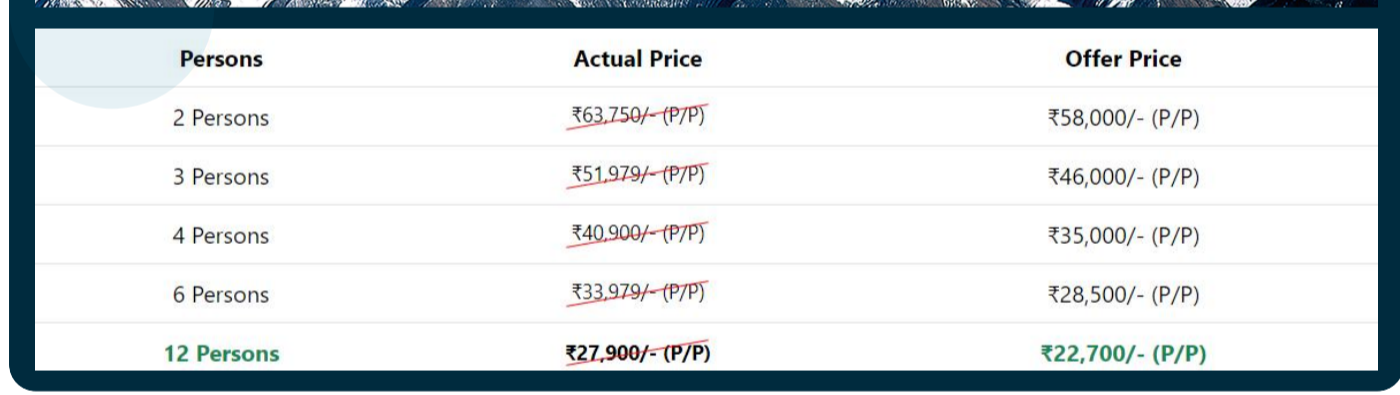 Persons Actual Price Offer Price
2 Persons ₹63,750/- (P/P) ₹58,000/- (P/P)
3 Persons ₹51,979/- (P/P) ₹46,000/- (P/P)
4 Persons ₹40,900/- (P/P) ₹35,000/- (P/P)
6 Persons ₹33,979/- (P/P) ₹28,500/- (P/P)
12 Persons ₹27,900/- (P/P) ₹22,700/- (P/P)